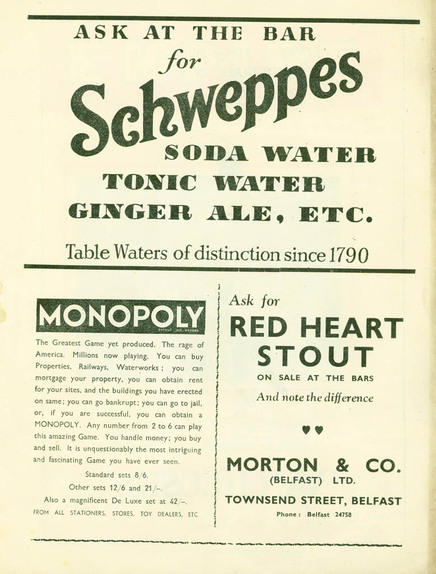 ASK AT THE BAR
for
Schweppes
SODA WATER
TONIC WATER
GINGER ALE, ETC.
Table Waters of distinction since 1790
MONOPOLY
The Greatest Game yet produced. The rage of
America. Millions now playing. You can buy
Properties, Railways, Waterworks; you can
mortgage your property, you can obtain rent
for your sites, and the buildings you have erected
on same; you can go bankrupt; you can go to jail,
or, if you are successful, you can obtain a
MONOPOLY. Any number from 2 to 6 can play
this amazing Game. You handle money; you buy
and sell. It is unquestionably the most intriguing
and fascinating Game you have ever seen.
Standard sets 8/6.
Other sets 12/6 and 21/-.
Also a magnificent De Luxe set at 42/-.
FROM ALL STATIONERS, STORES, TOY DEALERS, ETC
Ask for
RED HEART
STOUT
ON SALE AT THE BARS
And note the difference
MORTON & CO.
(BELFAST) LTD.
TOWNSEND STREET, BELFAST
Phone: Belfast 24758